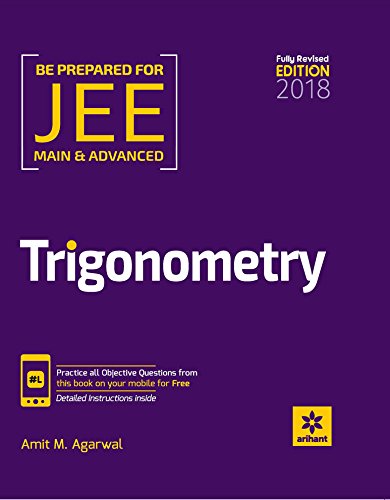 BE PREPARED FOR
JEE
MAIN & ADVANCED
Fully Revised
EDITION
2018
Trigonometry
#L
Practice all Objective Questions from
this book on your mobile for Free
Detailed Instructions inside
Amit M. Agarwal
arihant